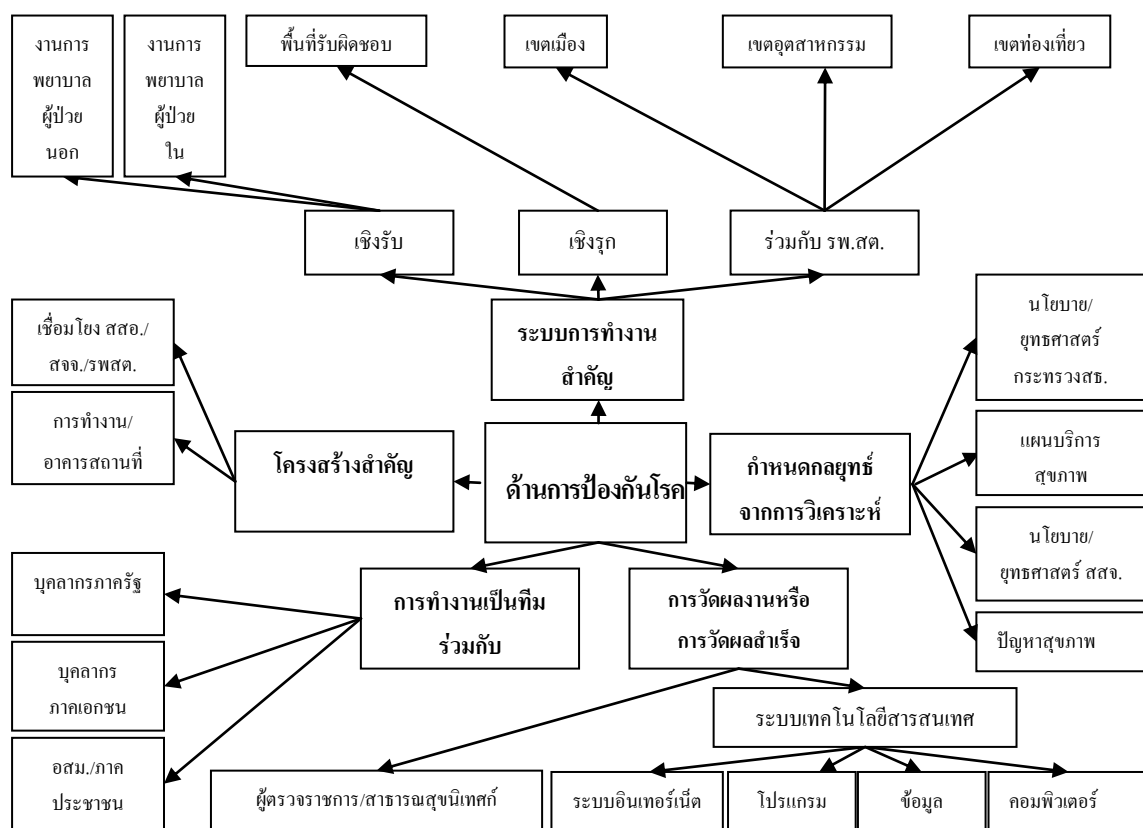 งานการ
พยาบาล
ผู้ป่วย
นอก
งานการ
พยาบาล
ผู้ป่วย
ใน
พื้นที่รับผิดชอบ
เขตเมือง
เขตอุตสาหกรรม
เขตท่องเที่ยว
เชิงรับ
เชิงรุก
ร่วมกับ รพ.สต.
เชื่อมโยง สสอ./
สจจ./รพสต.
การทำงาน/
อาคารสถานที่
ระบบการทำงาน
สำคัญ
นโยบาย/
ยุทธศาสตร์
กระทรวงสธ.
แผนบริการ
สุขภาพ
นโยบาย/
ยุทธศาสตร์ สสจ.
ปัญหาสุขภาพ
โครงสร้างสำคัญ
ด้านการป้องกันโรค
กำหนดกลยุทธ์
จากการวิเคราะห์
บุคลากรภาครัฐ
บุคลากร
ภาคเอกชน
อสม./ภาค
ประชาชน
การทำงานเป็นทีม
ร่วมกับ
การวัดผลงานหรือ
การวัดผลสำเร็จ
ระบบเทคโนโลยีสารสนเทศ
ผู้ตรวจราชการ/สาธารณสุขนิเทศก์
ระบบอินเทอร์เน็ต
โปรแกรม
ข้อมูล
คอมพิวเตอร์